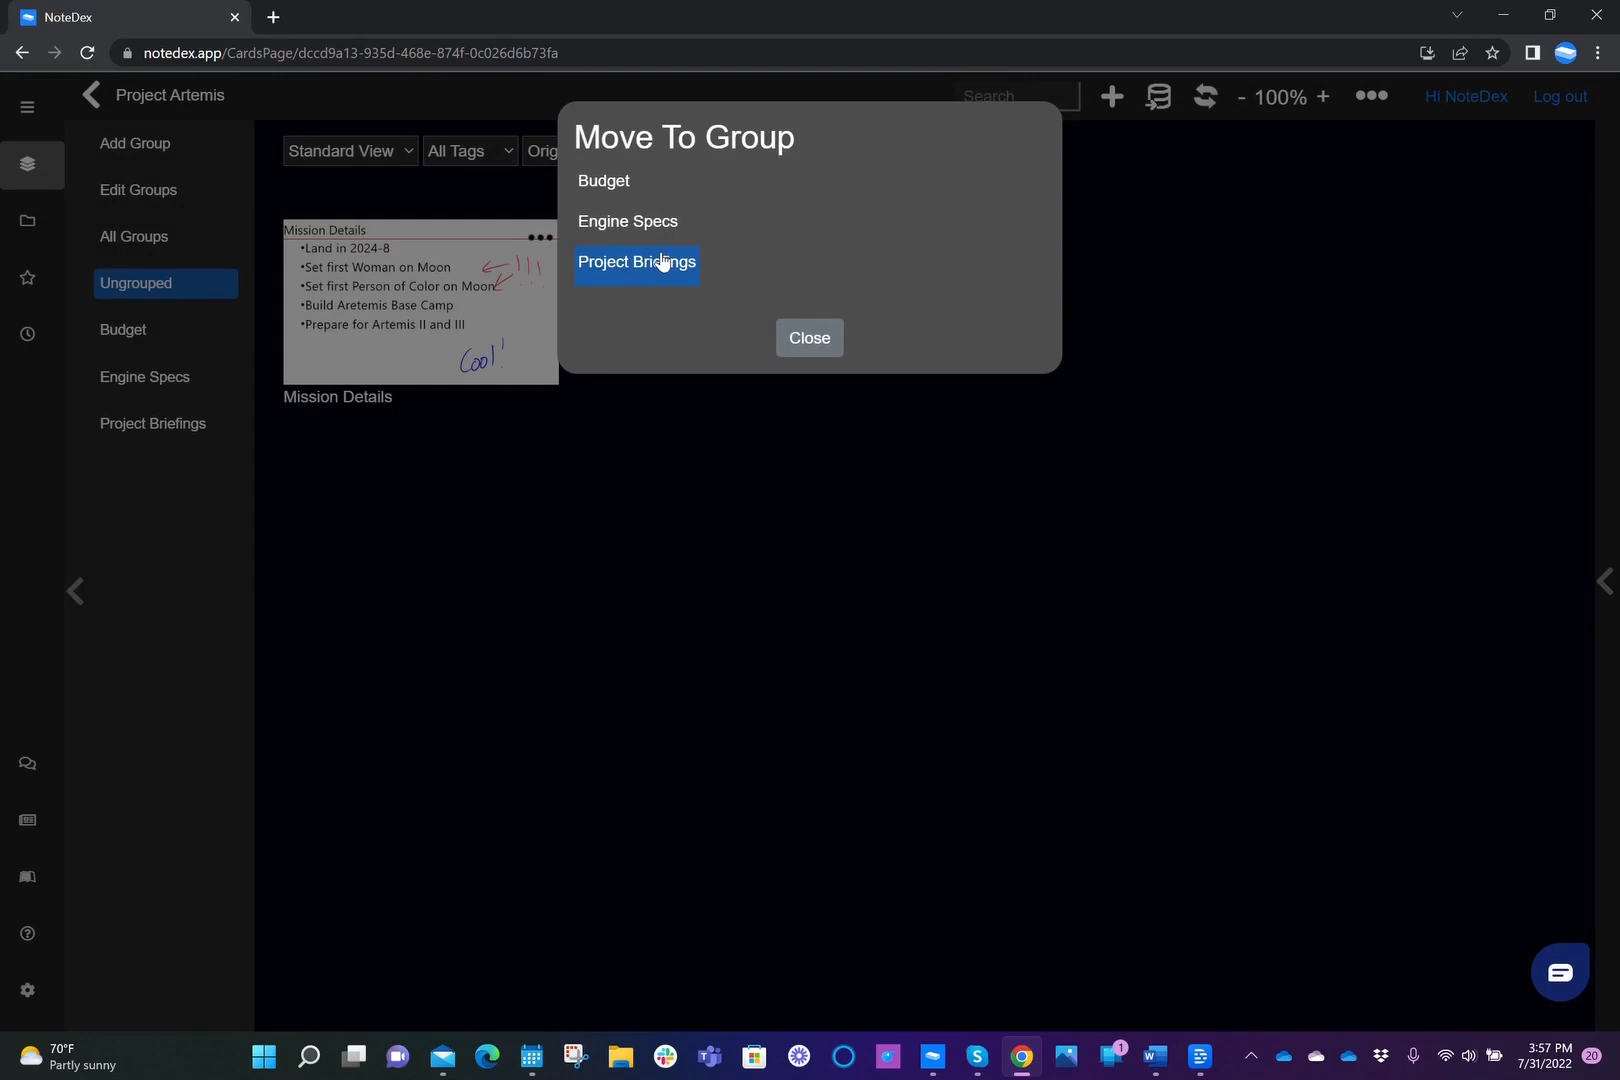 NoteDex
notedex.app/CardsPage/dccd9a13-935d-468e-874f-0c026d6b73fa
Project Artemis
Search
- 100% +
Hi NoteDex
Log out
Add Group
Edit Groups
All Groups
Ungrouped
Budget
Engine Specs
Project Briefings
Standard View
All Tags
Orig
Mission Details
•Land in 2024-8
•Set first Woman on Moon
!!!
•Set first Person of Color on Moon
•Build Aretemis Base Camp
•Prepare for Artemis II and III
Cool!
Mission Details
Move To Group
Budget
Engine Specs
Project Briefings
Close
70°F
Partly sunny
1
3:57 PM
7/31/2022
20